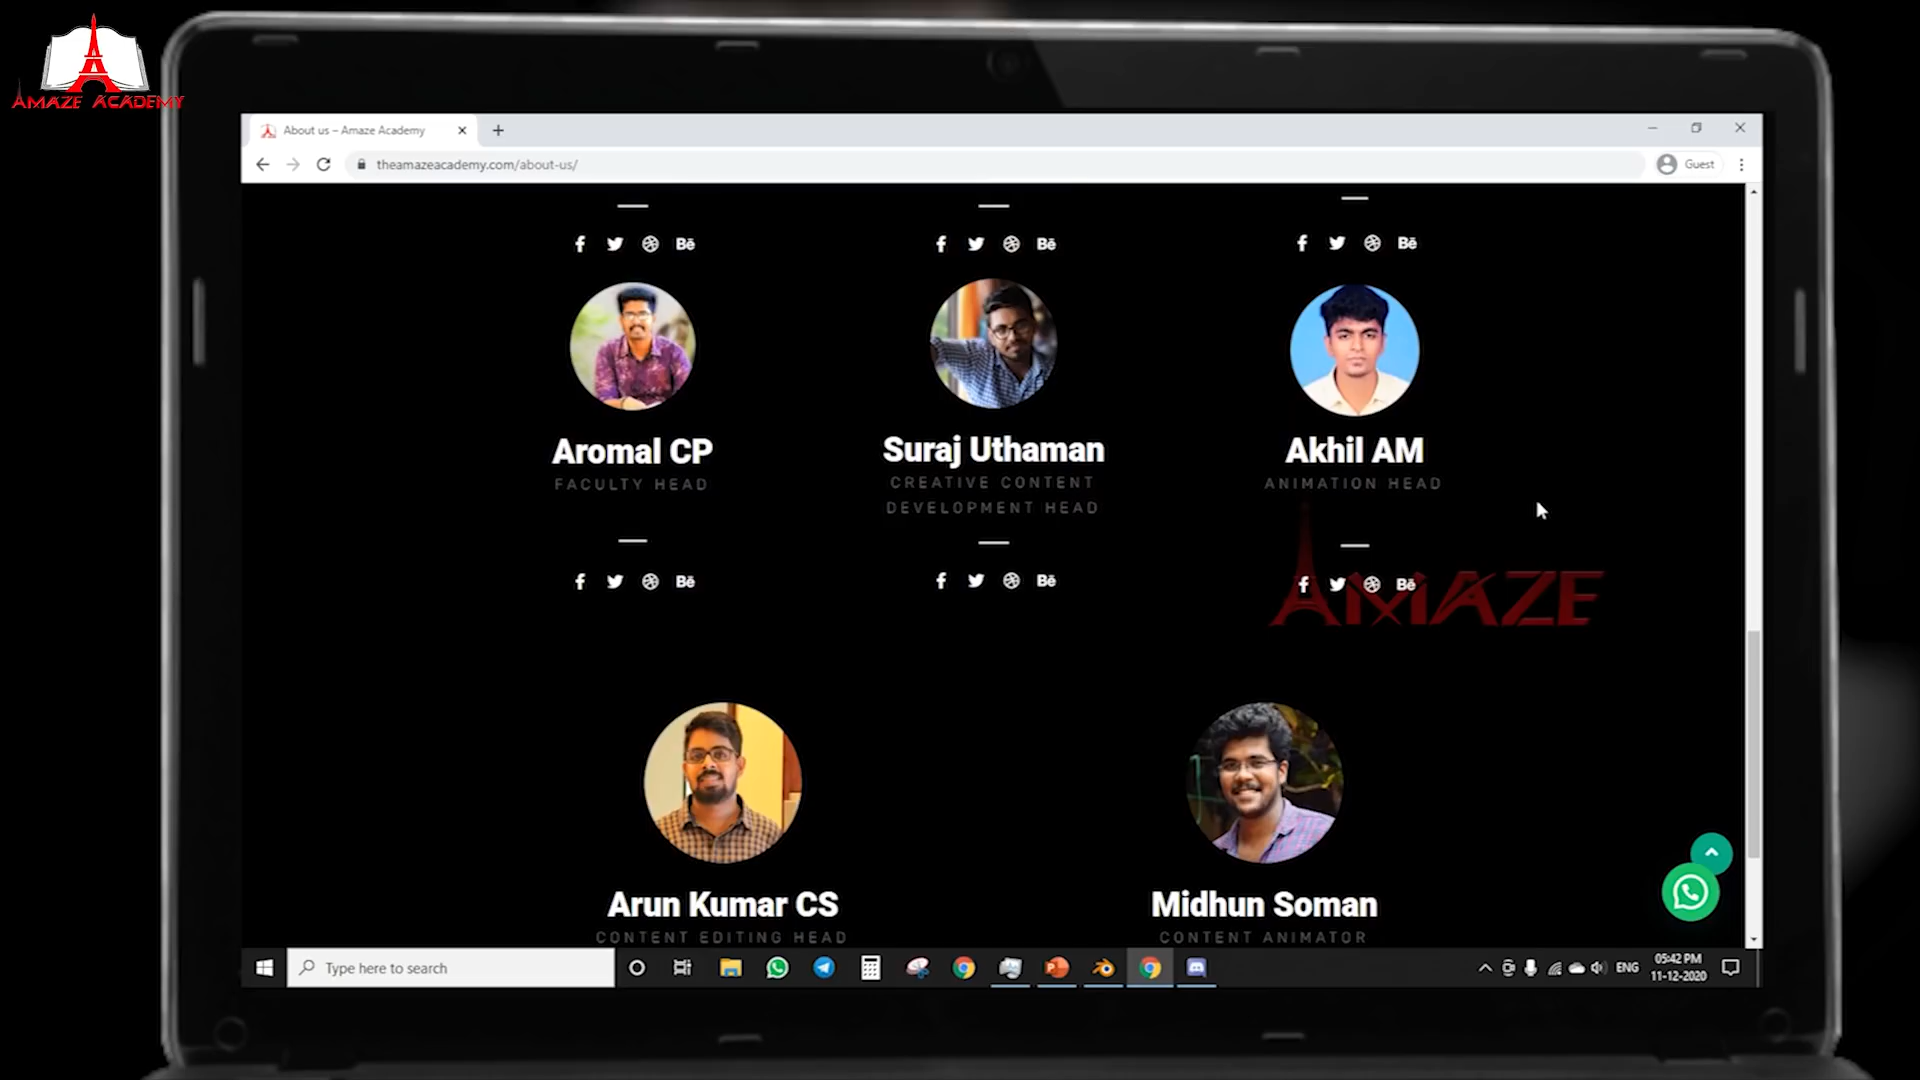 AMAZE ACADEMY
About us – Amaze Academy
theamazeacademy.com/about-us/
Guest
Bē
Bē
Bē
Aromal CP
FACULTY HEAD
Suraj Uthaman
CREATIVE CONTENT
DEVELOPMENT HEAD
Akhil AM
ANIMATION HEAD
Bē
Bē
Bē
AMAZE
Arun Kumar CS
CONTENT EDITING HEAD
Midhun Soman
CONTENT ANIMATOR
Type here to search
ENG
05:42 PM
11-12-2020